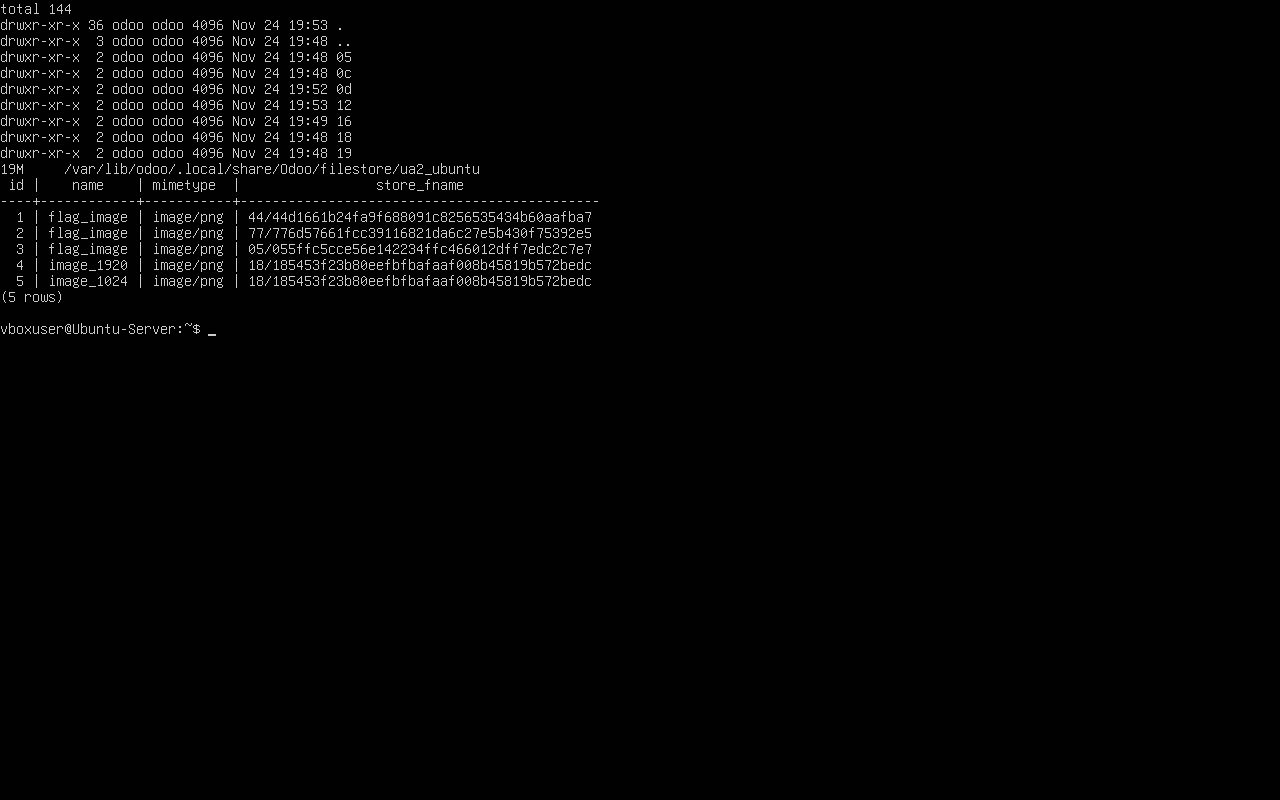 total 144
drwxr-xr-x 36 odoo odoo 4096 Nov 24 19:53 .
drwxr-xr-x  3 odoo odoo 4096 Nov 24 19:48 ..
drwxr-xr-x  2 odoo odoo 4096 Nov 24 19:48 05
drwxr-xr-x  2 odoo odoo 4096 Nov 24 19:48 0c
drwxr-xr-x  2 odoo odoo 4096 Nov 24 19:52 0d
drwxr-xr-x  2 odoo odoo 4096 Nov 24 19:53 12
drwxr-xr-x  2 odoo odoo 4096 Nov 24 19:49 16
drwxr-xr-x  2 odoo odoo 4096 Nov 24 19:48 18
drwxr-xr-x  2 odoo odoo 4096 Nov 24 19:48 19
19M     /var/lib/odoo/.local/share/Odoo/filestore/ua2_ubuntu
 id |    name    | mimetype  |                 store_fname
----+------------+-----------+---------------------------------------------
  1 | flag_image | image/png | 44/44d1661b24fa9f688091c8256535434b60aafba7
  2 | flag_image | image/png | 77/776d57661fcc39116821da6c27e5b430f75392e5
  3 | flag_image | image/png | 05/055ffc5cce56e142234ffc466012dff7edc2c7e7
  4 | image_1920 | image/png | 18/185453f23b80eefbfbafaaf008b45819b572bedc
  5 | image_1024 | image/png | 18/185453f23b80eefbfbafaaf008b45819b572bedc
(5 rows)

vboxuser@Ubuntu-Server:~$ _